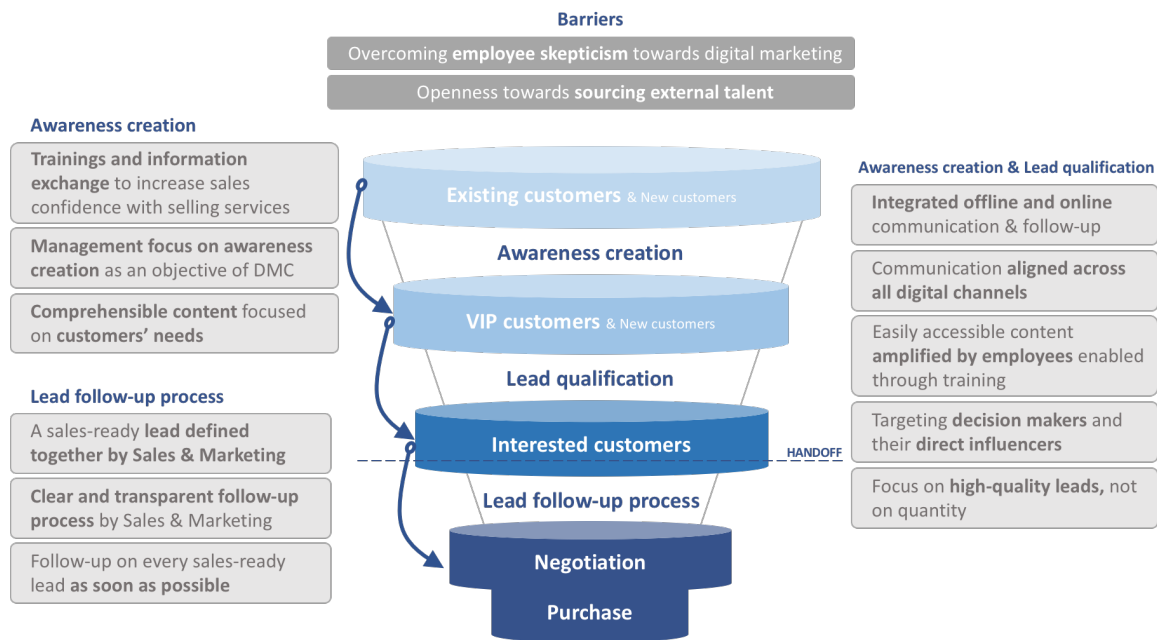 Barriers
Overcoming employee skepticism towards digital marketing
Openness towards sourcing external talent
Awareness creation
Trainings and information
exchange to increase sales
confidence with selling services
Management focus on awareness
creation as an objective of DMC
Comprehensible content focused
on customers’ needs
Lead follow-up process
A sales-ready lead defined
together by Sales & Marketing
Clear and transparent follow-up
process by Sales & Marketing
Follow-up on every sales-ready
lead as soon as possible
Existing customers & New customers
Awareness creation
VIP customers & New customers
Lead qualification
Interested customers
HANDOFF
Lead follow-up process
Negotiation
Purchase
Awareness creation & Lead qualification
Integrated offline and online
communication & follow-up
Communication aligned across
all digital channels
Easily accessible content
amplified by employees enabled
through training
Targeting decision makers and
their direct influencers
Focus on high-quality leads, not
on quantity